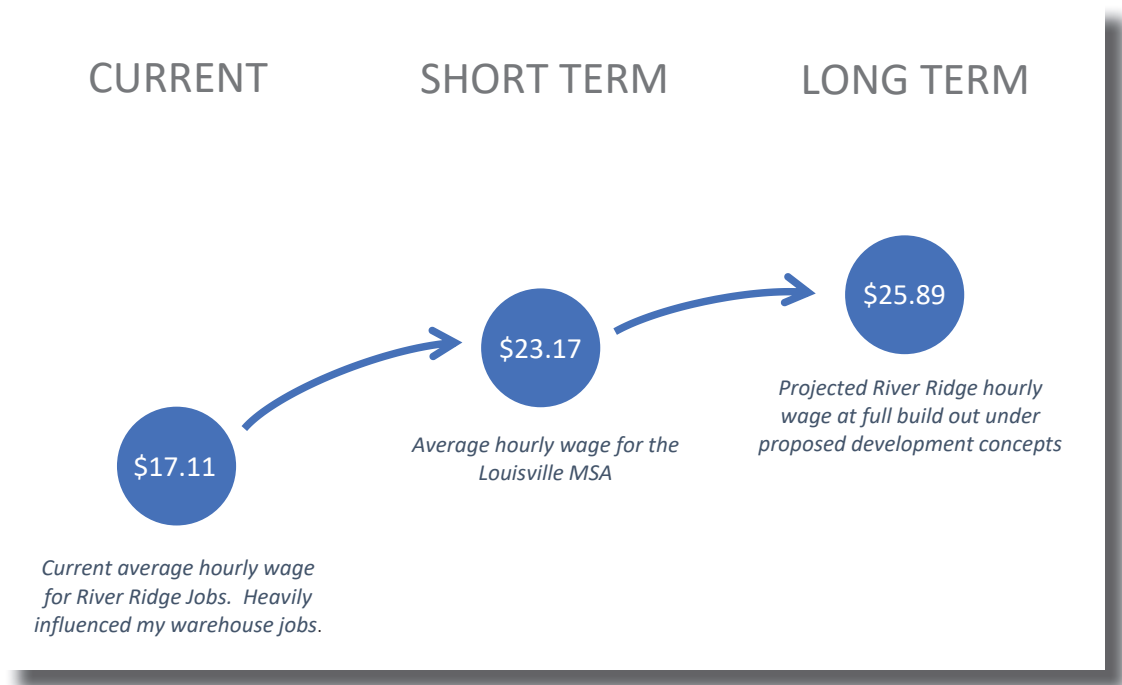 CURRENT
SHORT TERM
LONG TERM
$17.11
Current average hourly wage
for River Ridge Jobs.  Heavily
influenced my warehouse jobs.
$23.17
Average hourly wage for the
Louisville MSA
$25.89
Projected River Ridge hourly
wage at full build out under
proposed development concepts